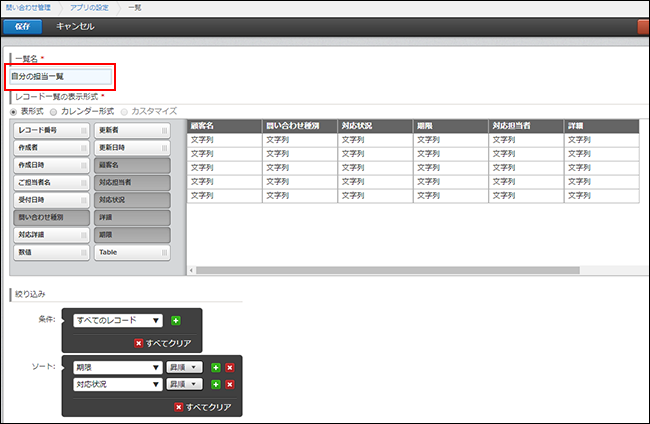 問い合わせ管理 アプリの設定 一覧
保存 キャンセル
一覧名 *
自分の担当一覧
レコード一覧の表示形式 *
表形式 カレンダー形式 カスタマイズ
レコード番号 更新者
作成者 更新日時
作成日時 顧客名
ご担当者名 対応担当者
受付日時 対応状況
問い合わせ種別 詳細
対応詳細 期限
数値 Table
顧客名 問い合わせ種別 対応状況 期限 対応担当者 詳細
文字列 文字列 文字列 文字列 文字列 文字列
文字列 文字列 文字列 文字列 文字列 文字列
文字列 文字列 文字列 文字列 文字列 文字列
文字列 文字列 文字列 文字列 文字列 文字列
文字列 文字列 文字列 文字列 文字列 文字列
絞り込み
条件: すべてのレコード
すべてクリア
ソート: 期限 昇順
対応状況 昇順
すべてクリア